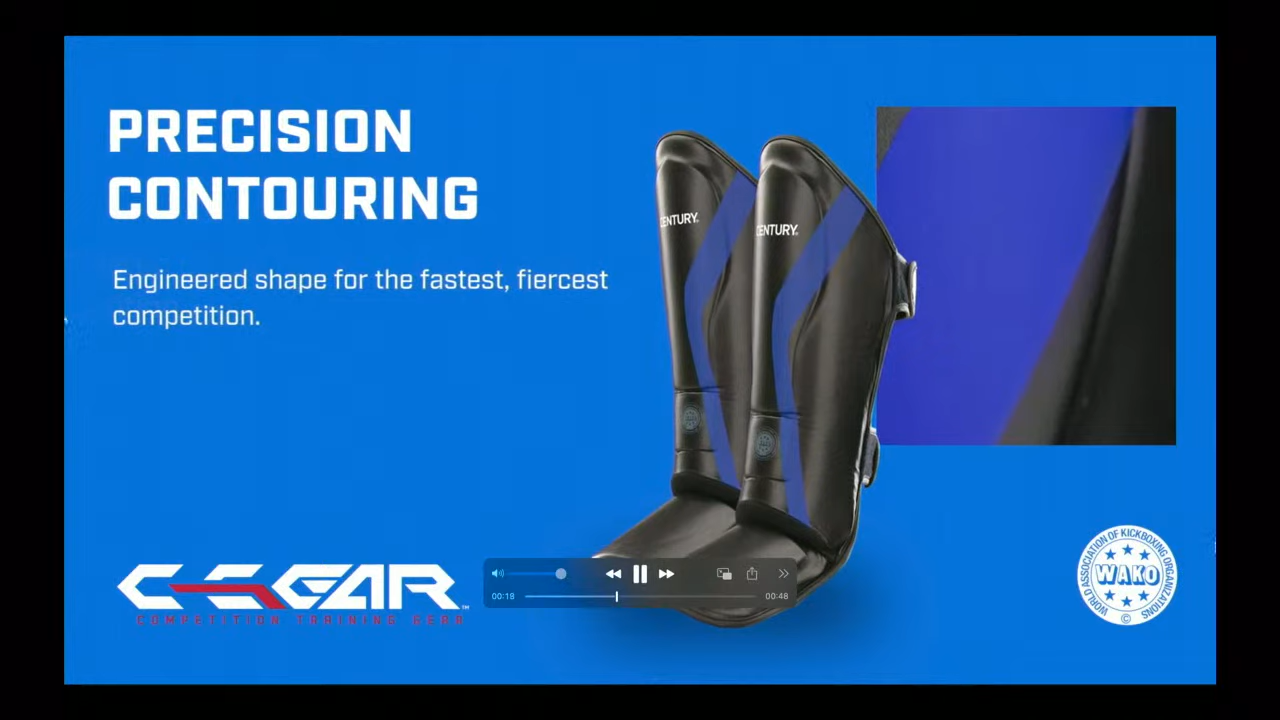 PRECISION
CONTOURING
Engineered shape for the fastest, fiercest
competition.
CENTURY®
CENTURY®
C-GEAR™
COMPETITION TRAINING GEAR
WORLD ASSOCIATION OF KICKBOXING ORGANIZATIONS
WAKO
©
00:18
00:48